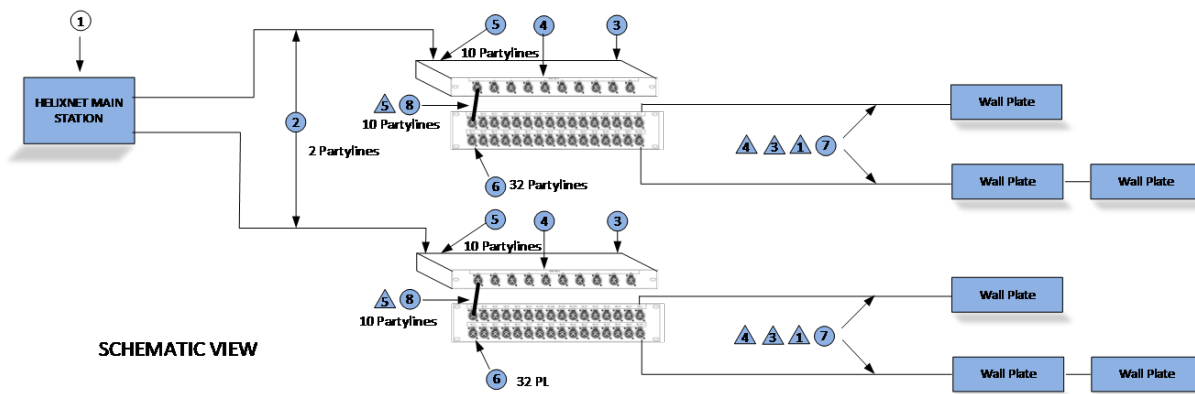 1
5
4
3
10 Partylines
HELIXNET MAIN
STATION
5 8
10 Partylines
Wall Plate
2
2 Partylines
4 3 1 7
6 32 Partylines
Wall Plate Wall Plate
5
4
3
10 Partylines
5 8
10 Partylines
Wall Plate
4 3 1 7
SCHEMATIC VIEW
6 32 PL
Wall Plate Wall Plate